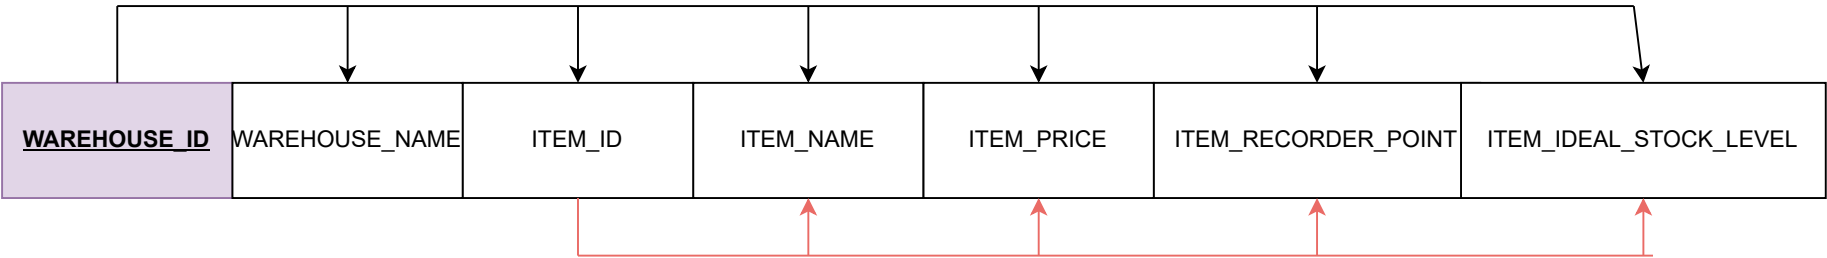 WAREHOUSE_ID
WAREHOUSE_NAME
ITEM_ID
ITEM_NAME
ITEM_PRICE
ITEM_RECORDER_POINT
ITEM_IDEAL_STOCK_LEVEL